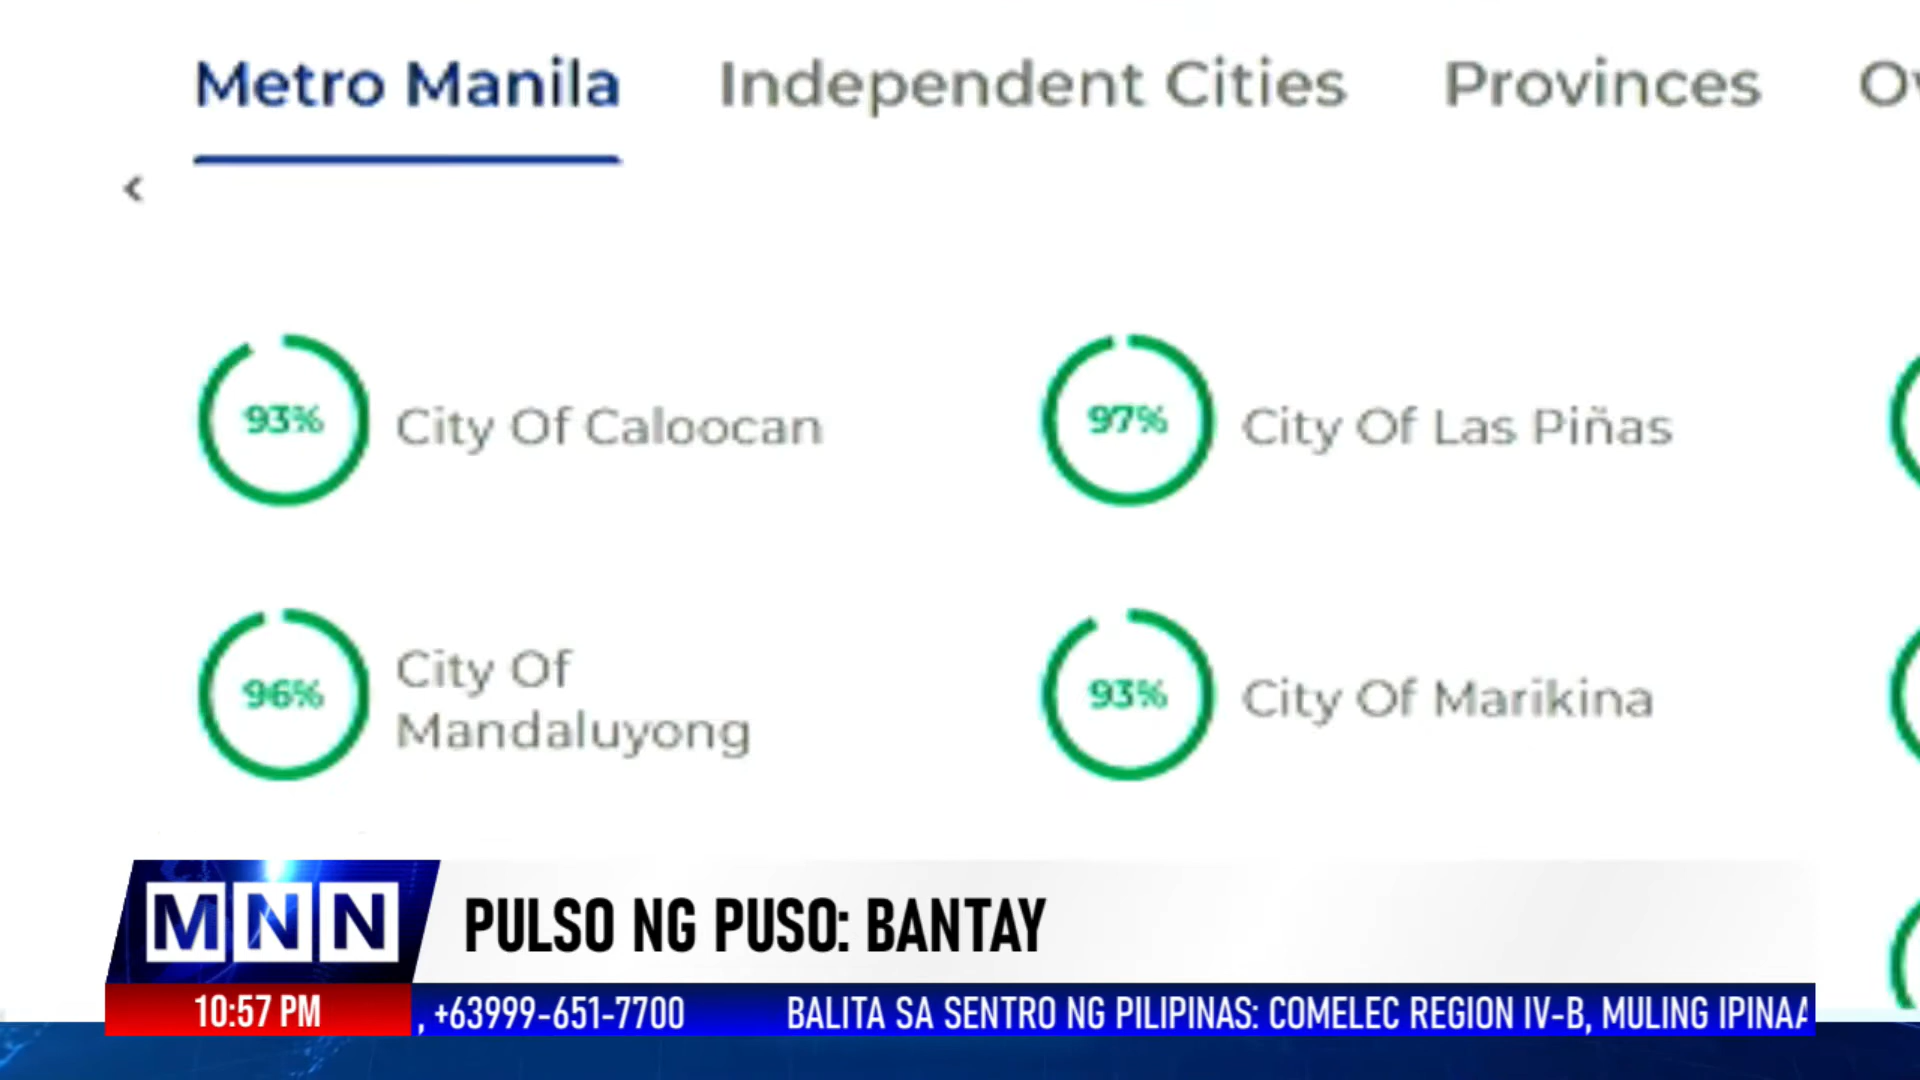 Metro Manila Independent Cities Provinces
93% City Of Caloocan 97% City Of Las Piñas
96% City Of Mandaluyong 93% City Of Marikina
MNN PULSO NG PUSO: BANTAY
10:57 PM , +63999-651-7700 BALITA SA SENTRO NG PILIPINAS: COMELEC REGION IV-B, MULING